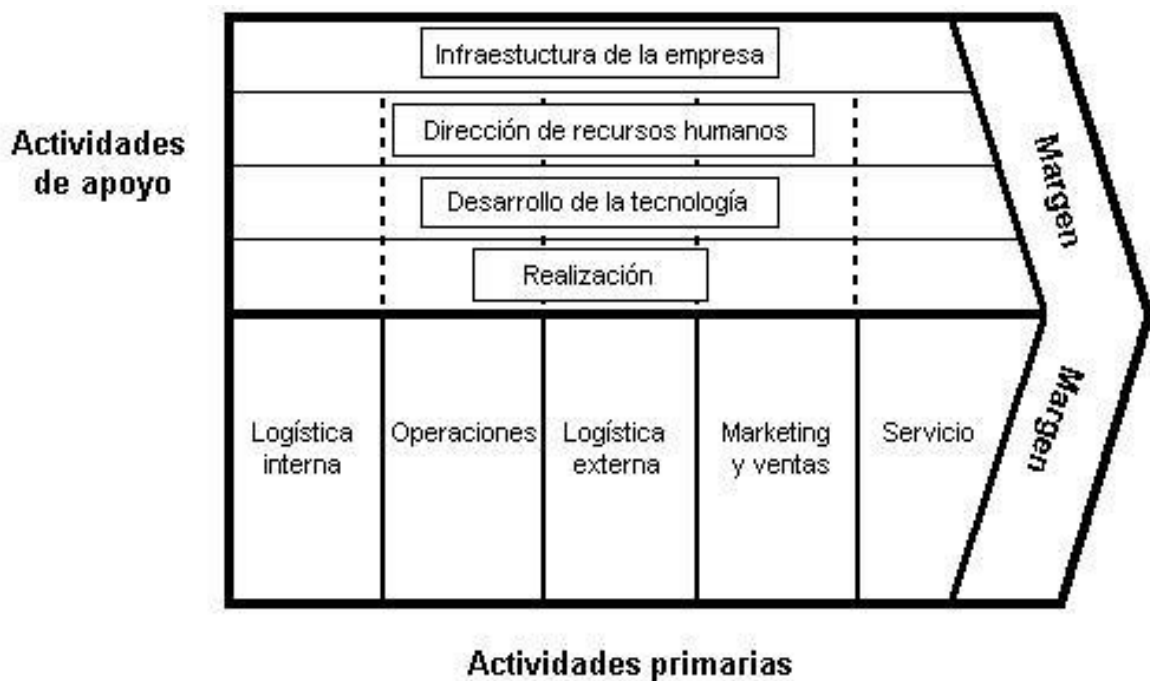 Infraestuctura de la empresa
Dirección de recursos humanos
Actividades
de apoyo
Desarrollo de la tecnología
Realización
Margen
Margen
Logística
interna
Operaciones
Logística
externa
Marketing
y ventas
Servicio
Actividades primarias